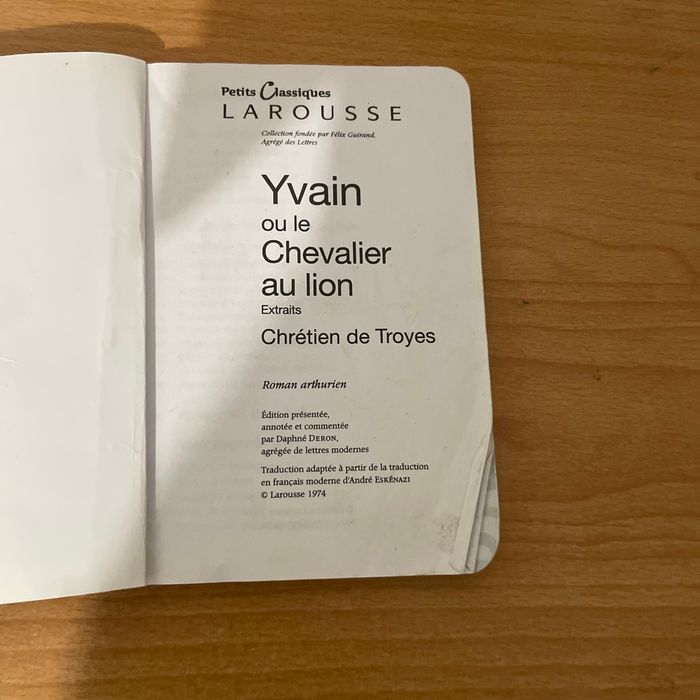 Petits Classiques
LAROUSSE
Collection fondée par Félix Guirand,
Agrégé des Lettres
Yvain
ou le
Chevalier
au lion
Extraits
Chrétien de Troyes
Roman arthurien
Édition présentée,
annotée et commentée
par Daphné DERON,
agrégée de lettres modernes
Traduction adaptée à partir de la traduction
en français moderne d'André ESKÉNAZI
© Larousse 1974